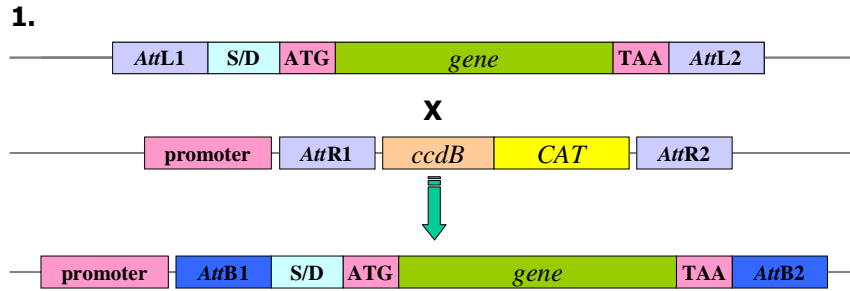 1.
AttL1 S/D ATG gene TAA AttL2
X
promoter AttR1 ccdB CAT AttR2
promoter AttB1 S/D ATG gene TAA AttB2